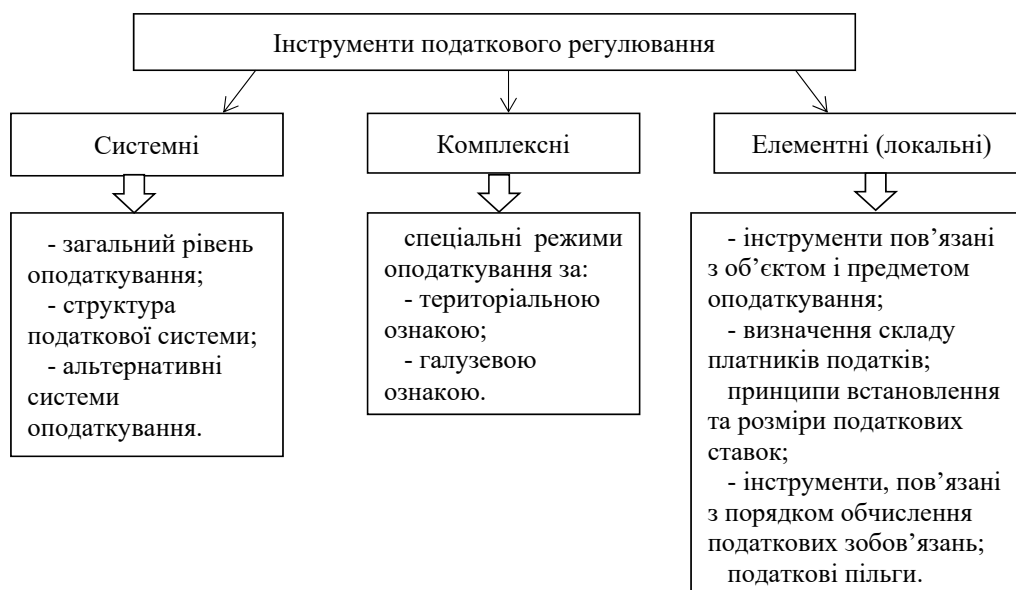 Інструменти податкового регулювання
Системні
Комплексні
Елементні (локальні)
- загальний рівень
оподаткування;
- структура
податкової системи;
- альтернативні
системи
оподаткування.
спеціальні режими
оподаткування за:
- територіальною
ознакою;
- галузевою
ознакою.
- інструменти пов’язані
з об’єктом і предметом
оподаткування;
- визначення складу
платників податків;
принципи встановлення
та розміри податкових
ставок;
- інструменти, пов’язані
з порядком обчислення
податкових зобов’язань;
податкові пільги.